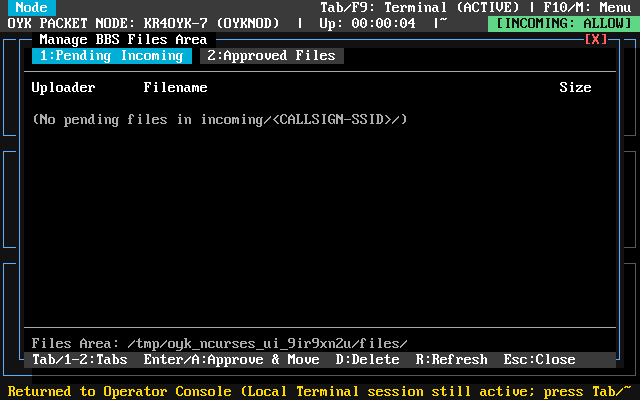 Node Tab/F9: Terminal (ACTIVE) | F10/M: Menu
OYK PACKET NODE: KR4OYK-7 (OYKNOD) | Up: 00:00:04 |~ [INCOMING: ALLOW]
Manage BBS Files Area [X]
1:Pending Incoming 2:Approved Files
Uploader Filename Size
(No pending files in incoming/<CALLSIGN-SSID>/)
Files Area: /tmp/oyk_ncurses_ui_9ir9xn2u/files/
Tab/1-2:Tabs Enter/A:Approve & Move D:Delete R:Refresh Esc:Close
Returned to Operator Console (Local Terminal session still active; press Tab/~